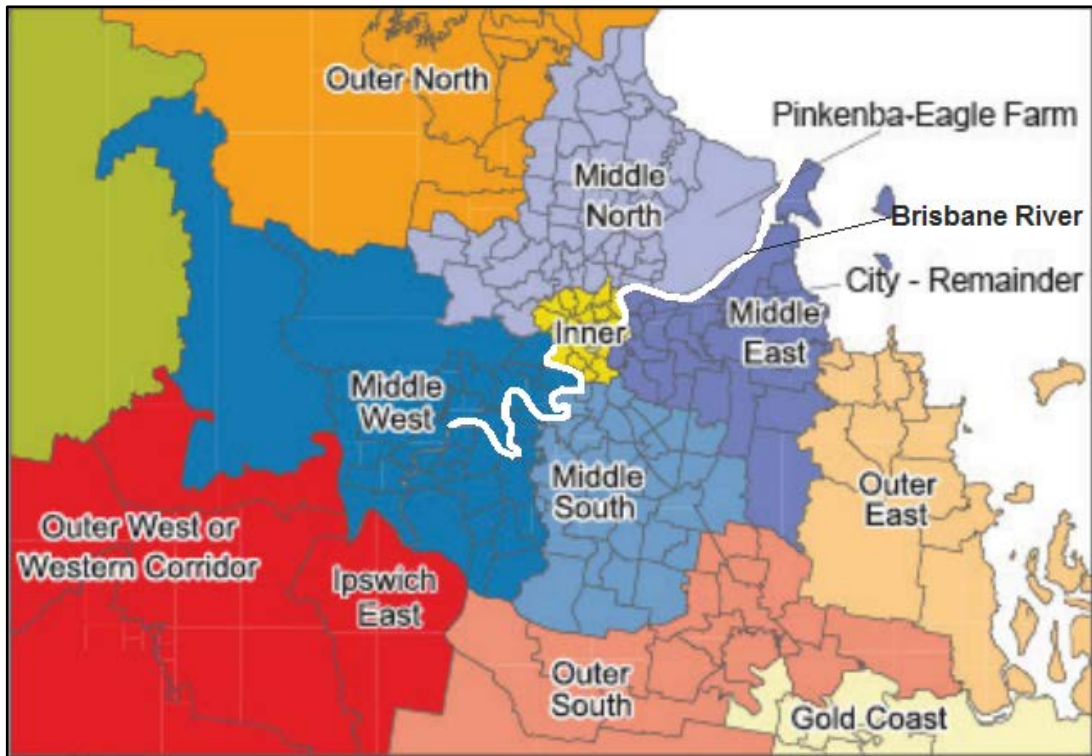 Outer North
Pinkenba-Eagle Farm
Middle
North
Brisbane River
City - Remainder
Inner
Middle
East
Middle
West
Middle
South
Outer
East
Outer West or
Western Corridor
Ipswich
East
Outer
South
Gold Coast